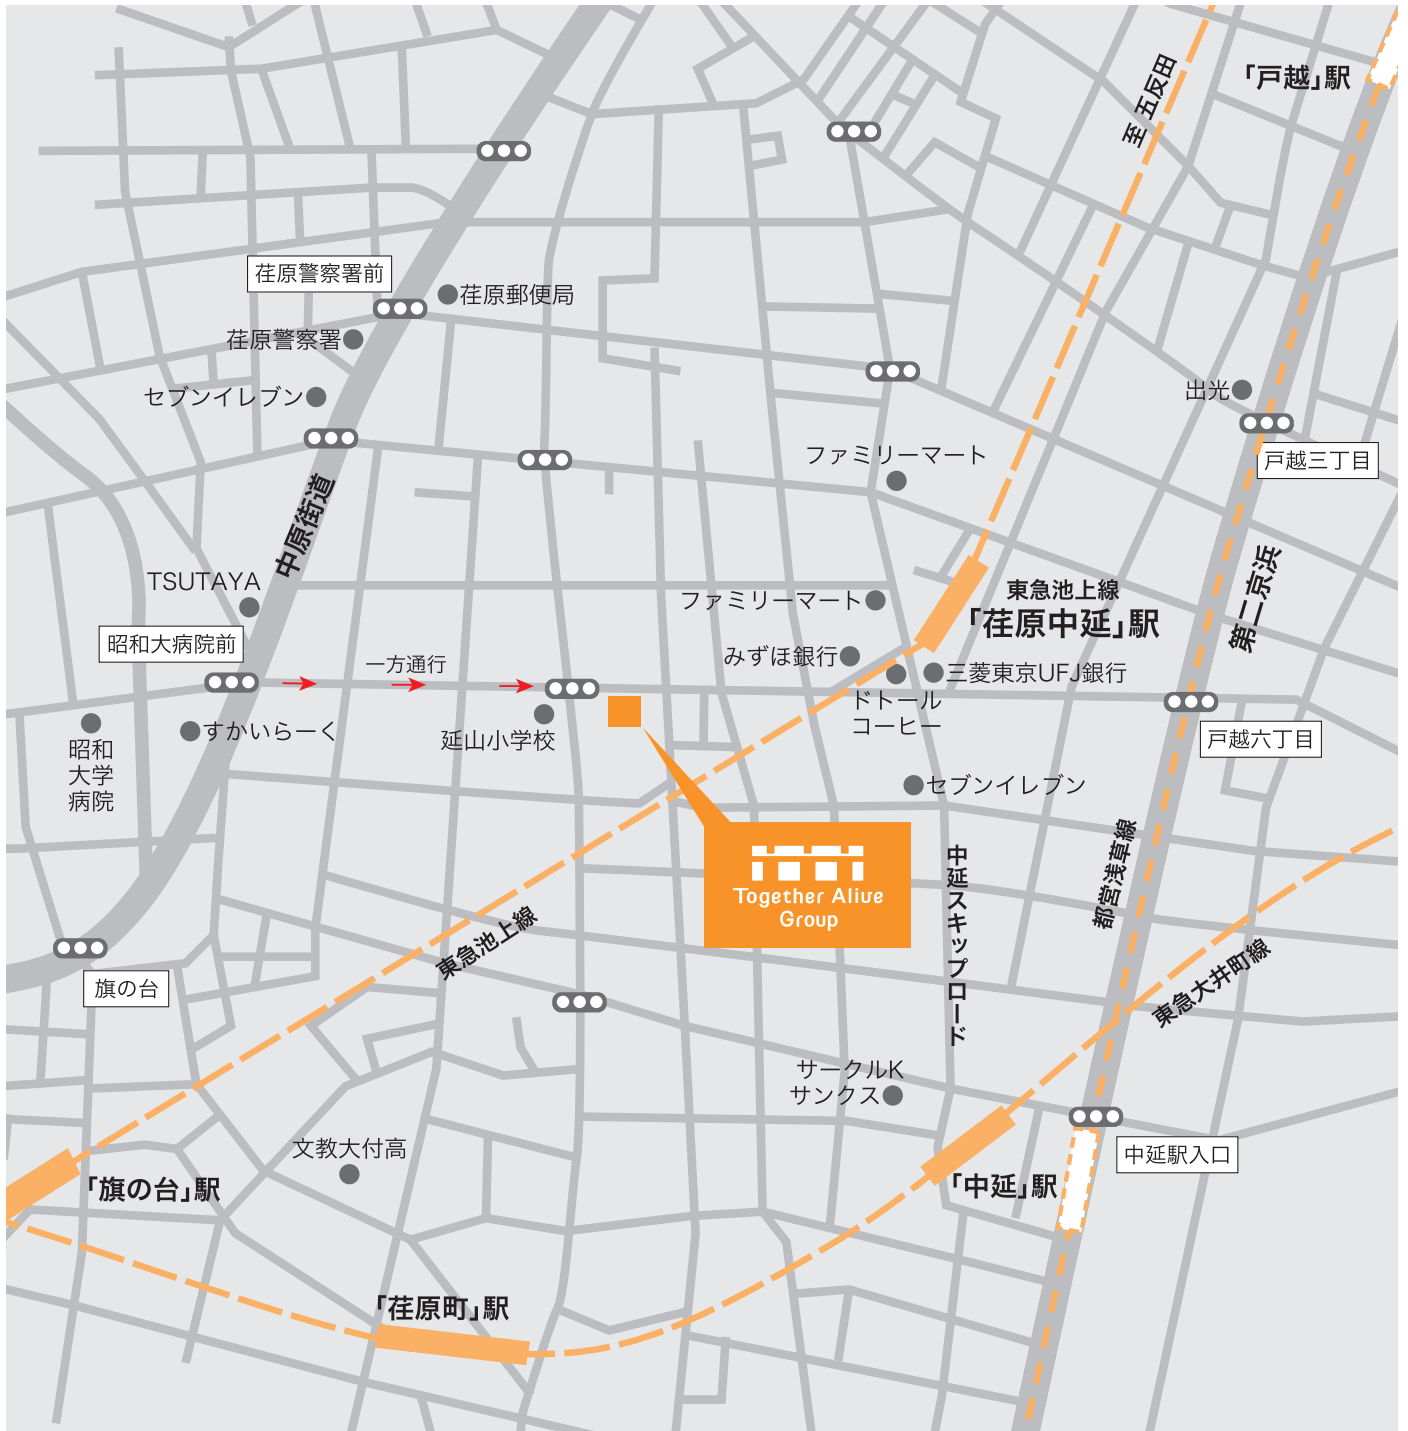 「戸越」駅
至 五反田
荏原警察署前
荏原郵便局
荏原警察署
セブンイレブン
出光
戸越三丁目
ファミリーマート
中原街道
TSUTAYA
第二京浜
東急池上線
「荏原中延」駅
ファミリーマート
昭和大病院前
みずほ銀行
三菱東京UFJ銀行
一方通行
ドトール
コーヒー
すかいらーく
延山小学校
戸越六丁目
昭和
大学
病院
セブンイレブン
Together Alive
Group
中延スキップロード
都営浅草線
東急池上線
東急大井町線
旗の台
サークルK
サンクス
文教大付高
中延駅入口
「旗の台」駅
「中延」駅
「荏原町」駅